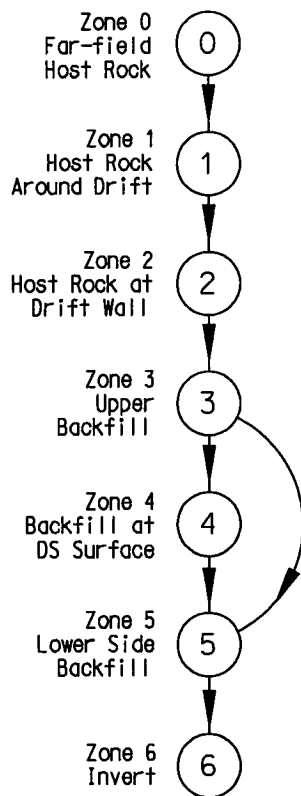 Zone 0
Far-field
Host Rock
0
Zone 1
Host Rock
Around Drift
1
Zone 2
Host Rock at
Drift Wall
2
Zone 3
Upper
Backfill
3
Zone 4
Backfill at
DS Surface
4
Zone 5
Lower Side
Backfill
5
Zone 6
Invert
6